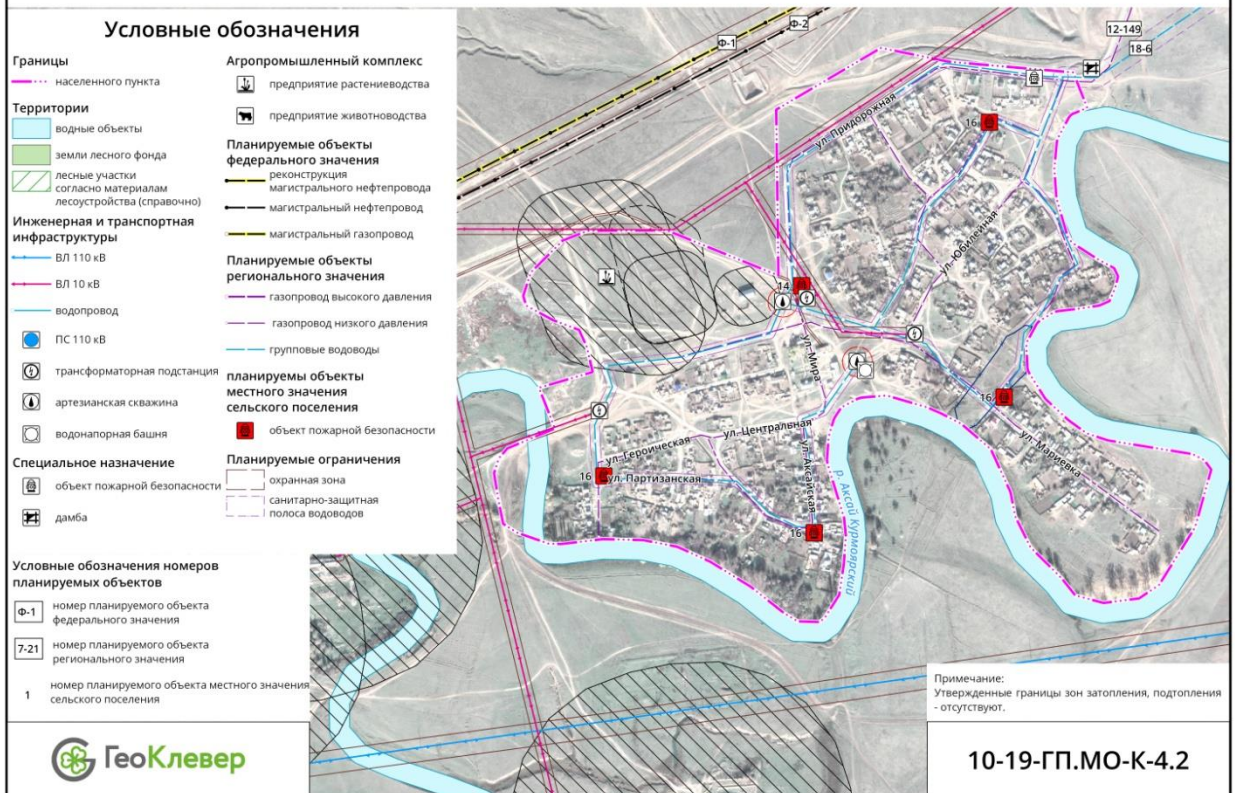 Условные обозначения
Границы
населенного пункта
Территории
водные объекты
земли лесного фонда
лесные участки
согласно материалам
лесоустройства (справочно)
Инженерная и транспортная
инфраструктуры
ВЛ 110 кВ
ВЛ 10 кВ
водопровод
ПС 110 кВ
трансформаторная подстанция
артезианская скважина
водонапорная башня
Специальное назначение
объект пожарной безопасности
дамба
Агропромышленный комплекс
предприятие растениеводства
предприятие животноводства
Планируемые объекты
федерального значения
реконструкция
магистрального нефтепровода
магистральный нефтепровод
магистральный газопровод
Планируемые объекты
регионального значения
газопровод высокого давления
газопровод низкого давления
групповые водоводы
планируемы объекты
местного значения
сельского поселения
объект пожарной безопасности
Планируемые ограничения
охранная зона
санитарно-защитная
полоса водоводов
Условные обозначения номеров
планируемых объектов
Ф-1
номер планируемого объекта
федерального значения
7-21
номер планируемого объекта
регионального значения
1
номер планируемого объекта местного значения
сельского поселения
ГеоКлевер
Ф-1
Ф-2
12-149
18-6
ул. Придорожная
16
ул. Юбилейная
14
ул. Мира
16
ул. Мариевка
ул. Центральная
ул. Героическая
ул. Аксайская
16
ул. Партизанская
16
р. Аксай Курмоярский
Примечание:
Утвержденные границы зон затопления, подтопления
- отсутствуют.
10-19-ГП.МО-К-4.2